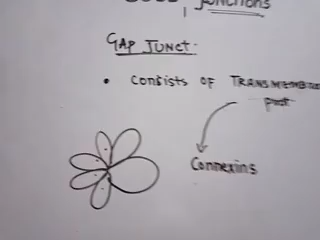 JUNCTIONS
GAP JUNCT.
• CONSISTS OF TRANSMEMBRANE
prot
Connexins